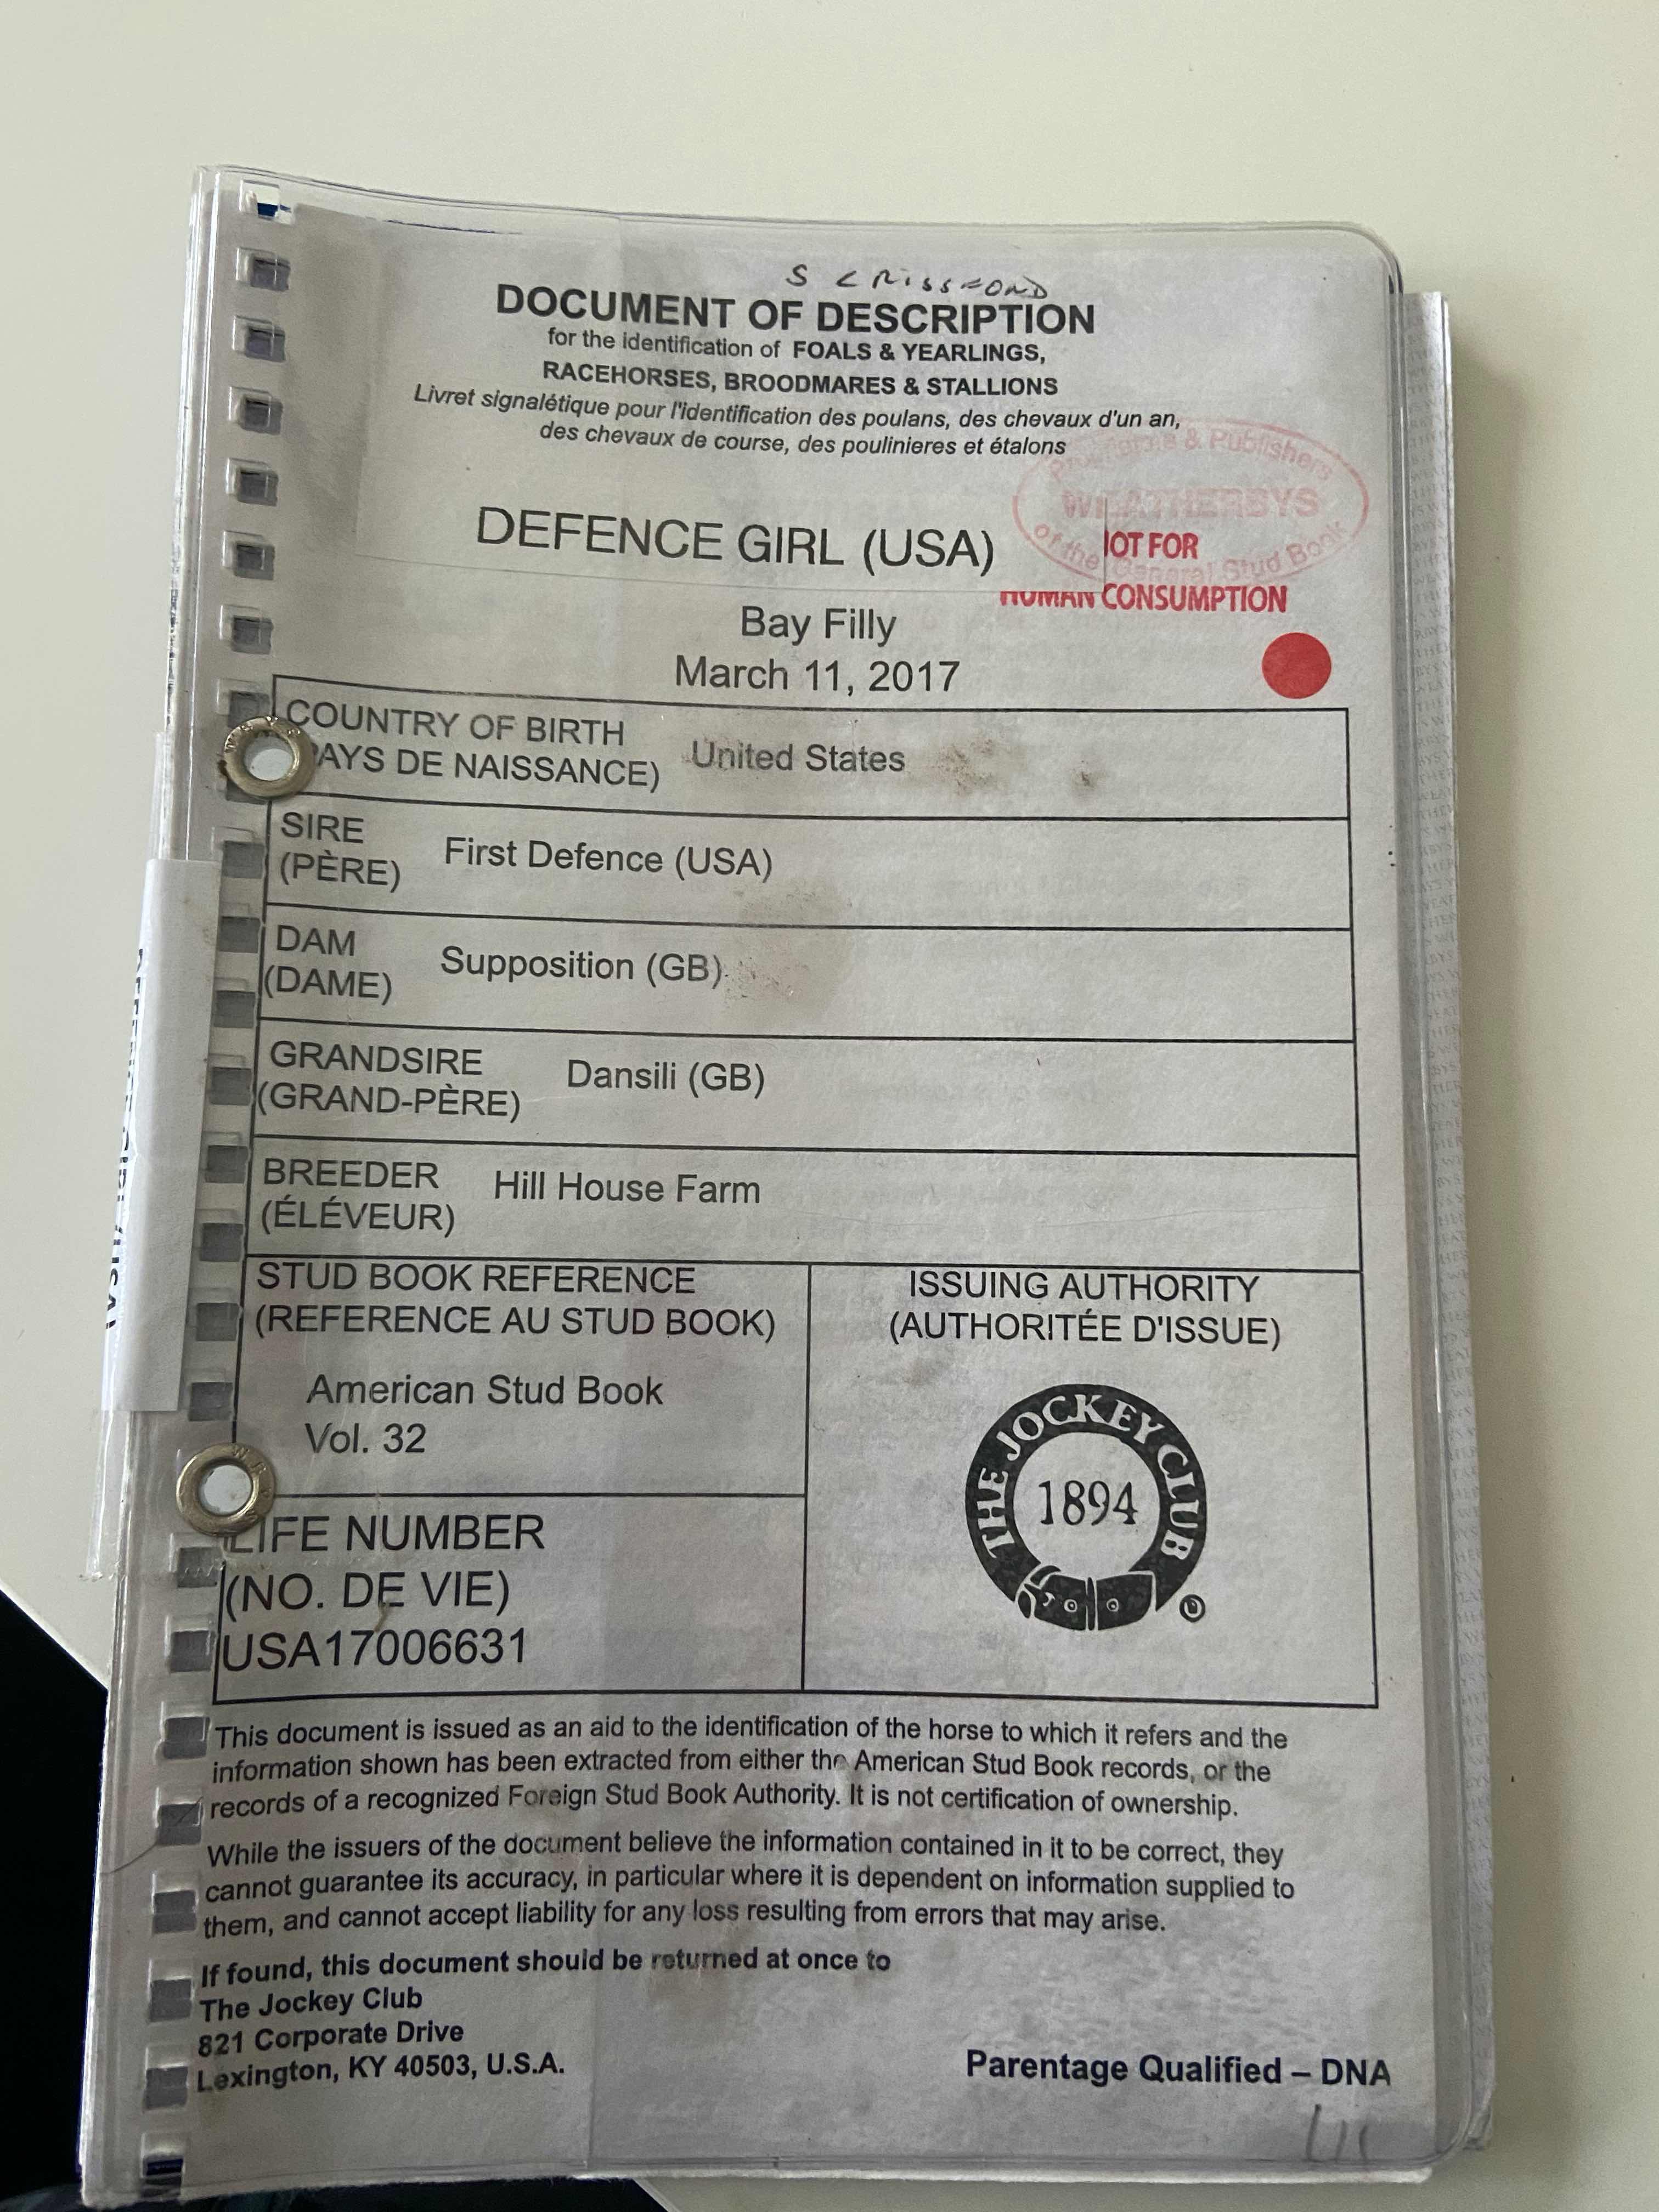 S CRISSFORD
DOCUMENT OF DESCRIPTION
for the identification of FOALS & YEARLINGS,
RACEHORSES, BROODMARES & STALLIONS
Livret signalétique pour l'identification des poulans, des chevaux d'un an,
des chevaux de course, des poulinieres et étalons
& Publishers
WEATHERBYS
of the General Stud Book
DEFENCE GIRL (USA)
OT FOR
HUMAN CONSUMPTION
Bay Filly
March 11, 2017
COUNTRY OF BIRTH
PAYS DE NAISSANCE)
United States
SIRE
(PÈRE)
First Defence (USA)
DAM
(DAME)
Supposition (GB)
GRANDSIRE
(GRAND-PÈRE)
Dansili (GB)
BREEDER
(ÉLÉVEUR)
Hill House Farm
STUD BOOK REFERENCE
(REFERENCE AU STUD BOOK)
American Stud Book
Vol. 32
LIFE NUMBER
(NO. DE VIE)
USA17006631
ISSUING AUTHORITY
(AUTHORITÉE D'ISSUE)
THE JOCKEY CLUB
1894
®
This document is issued as an aid to the identification of the horse to which it refers and the
information shown has been extracted from either the American Stud Book records, or the
records of a recognized Foreign Stud Book Authority. It is not certification of ownership.
While the issuers of the document believe the information contained in it to be correct, they
cannot guarantee its accuracy, in particular where it is dependent on information supplied to
them, and cannot accept liability for any loss resulting from errors that may arise.
If found, this document should be returned at once to
The Jockey Club
821 Corporate Drive
Lexington, KY 40503, U.S.A.
Parentage Qualified – DNA